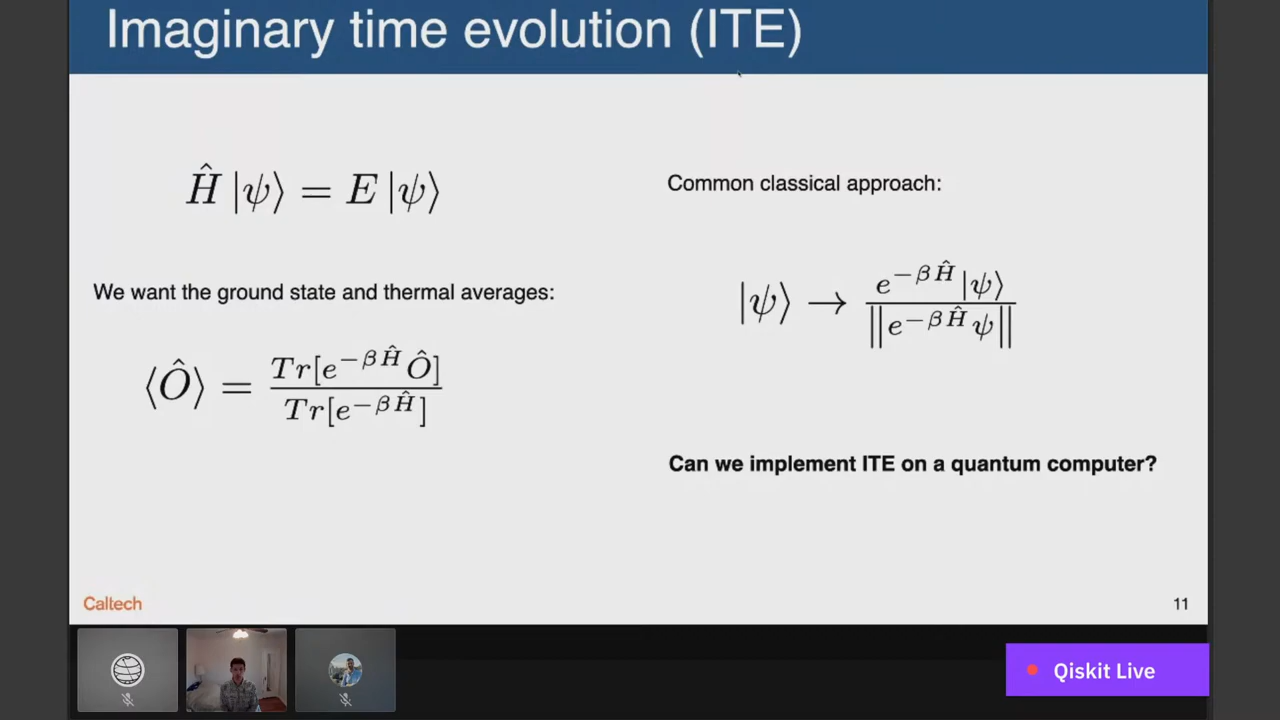 Imaginary time evolution (ITE)
Ĥ |ψ⟩ = E |ψ⟩
We want the ground state and thermal averages:
⟨Ô⟩ = Tr[e^{−βĤ} Ô] / Tr[e^{−βĤ}]
Common classical approach:
|ψ⟩ → e^{−βĤ}|ψ⟩ / ||e^{−βĤ} ψ||
Can we implement ITE on a quantum computer?
Caltech
11
Qiskit Live